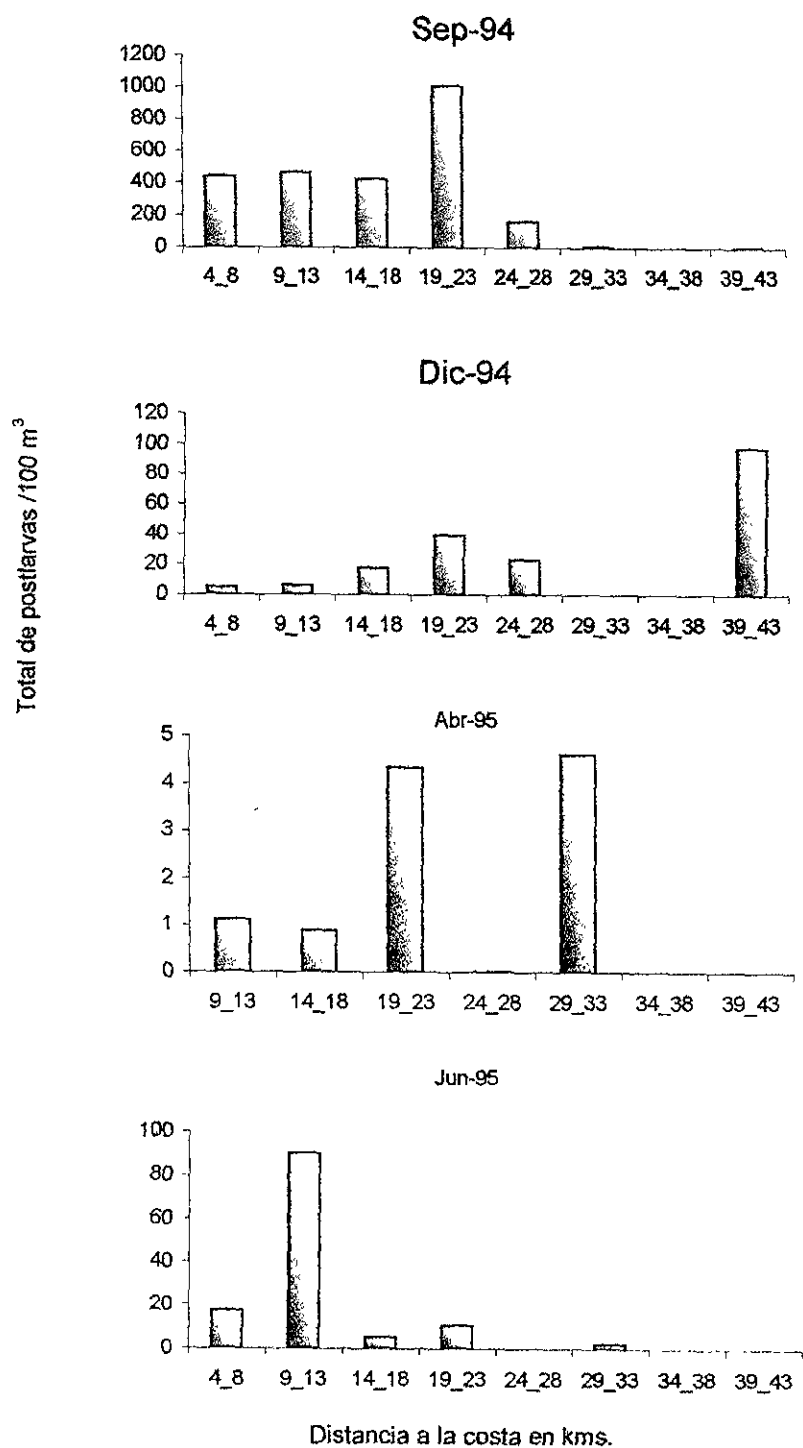 Sep-94
1200
1000
800
600
400
200
0
4_8 9_13 14_18 19_23 24_28 29_33 34_38 39_43
Total de postlarvas /100 m³
Dic-94
120
100
80
60
40
20
0
4_8 9_13 14_18 19_23 24_28 29_33 34_38 39_43
Abr-95
5
4
3
2
1
0
9_13 14_18 19_23 24_28 29_33 34_38 39_43
Jun-95
100
80
60
40
20
0
4_8 9_13 14_18 19_23 24_28 29_33 34_38 39_43
Distancia a la costa en kms.